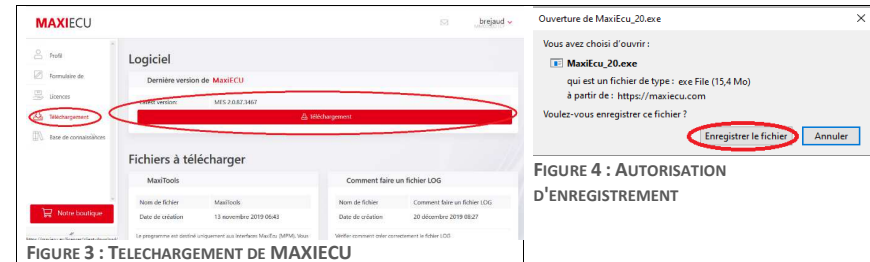 MAXIECU
brejaud
Profil
Formulaire de
Licences
Téléchargement
Base de connaissances
Notre boutique
Logiciel
Dernière version de MaxiECU
version: MES 2.0.87.3467
Téléchargement
Fichiers à télécharger
MaxiTools
Nom de fichier MaxiTools
Date de création 13 novembre 2019 06:43
Le programme est destiné uniquement aux interfaces MaxiEcu (MPM). Vous
Comment faire un fichier LOG
Nom de fichier Comment faire un fichier LOG
Date de création 20 décembre 2019 08:27
Vérifier comment créer correctement le fichier LOG
FIGURE 3 : TELECHARGEMENT DE MAXIECU
Ouverture de MaxiEcu_20.exe
Vous avez choisi d'ouvrir :
MaxiEcu_20.exe
qui est un fichier de type : exe File (15,4 Mo)
à partir de : https://maxiecu.com
Voulez-vous enregistrer ce fichier ?
Enregistrer le fichier
Annuler
FIGURE 4 : AUTORISATION
D'ENREGISTREMENT